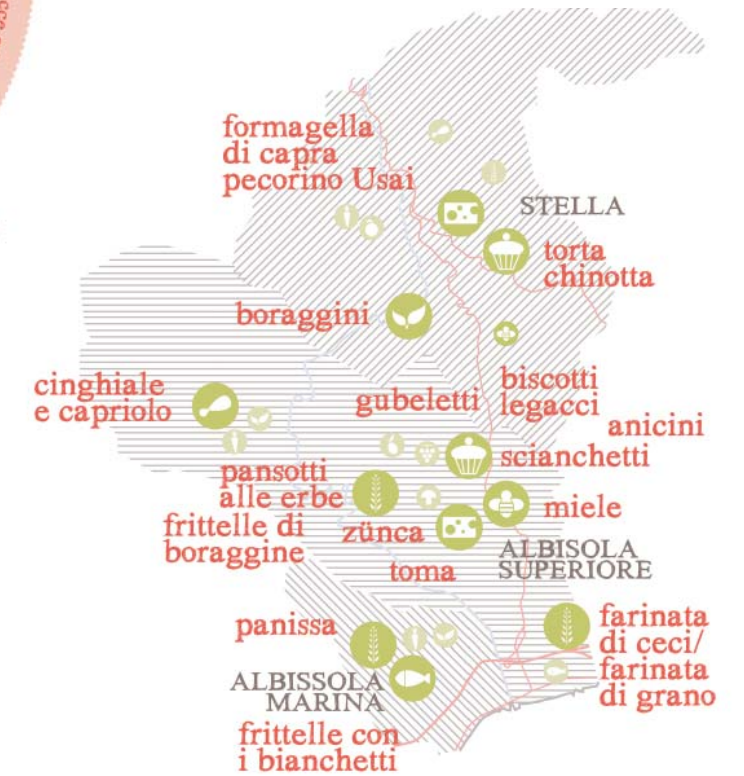 formagella
di capra
pecorino Usai
STELLA
torta
chinotta
boraggini
cinghiale
e capriolo
gubeletti
biscotti
legacci
anicini
scianchetti
pansotti
alle erbe
miele
frittelle di
boraggine
zünca
toma
ALBISOLA
SUPERIORE
panissa
farinata
di ceci/
farinata
di grano
ALBISSOLA
MARINA
frittelle con
i bianchetti